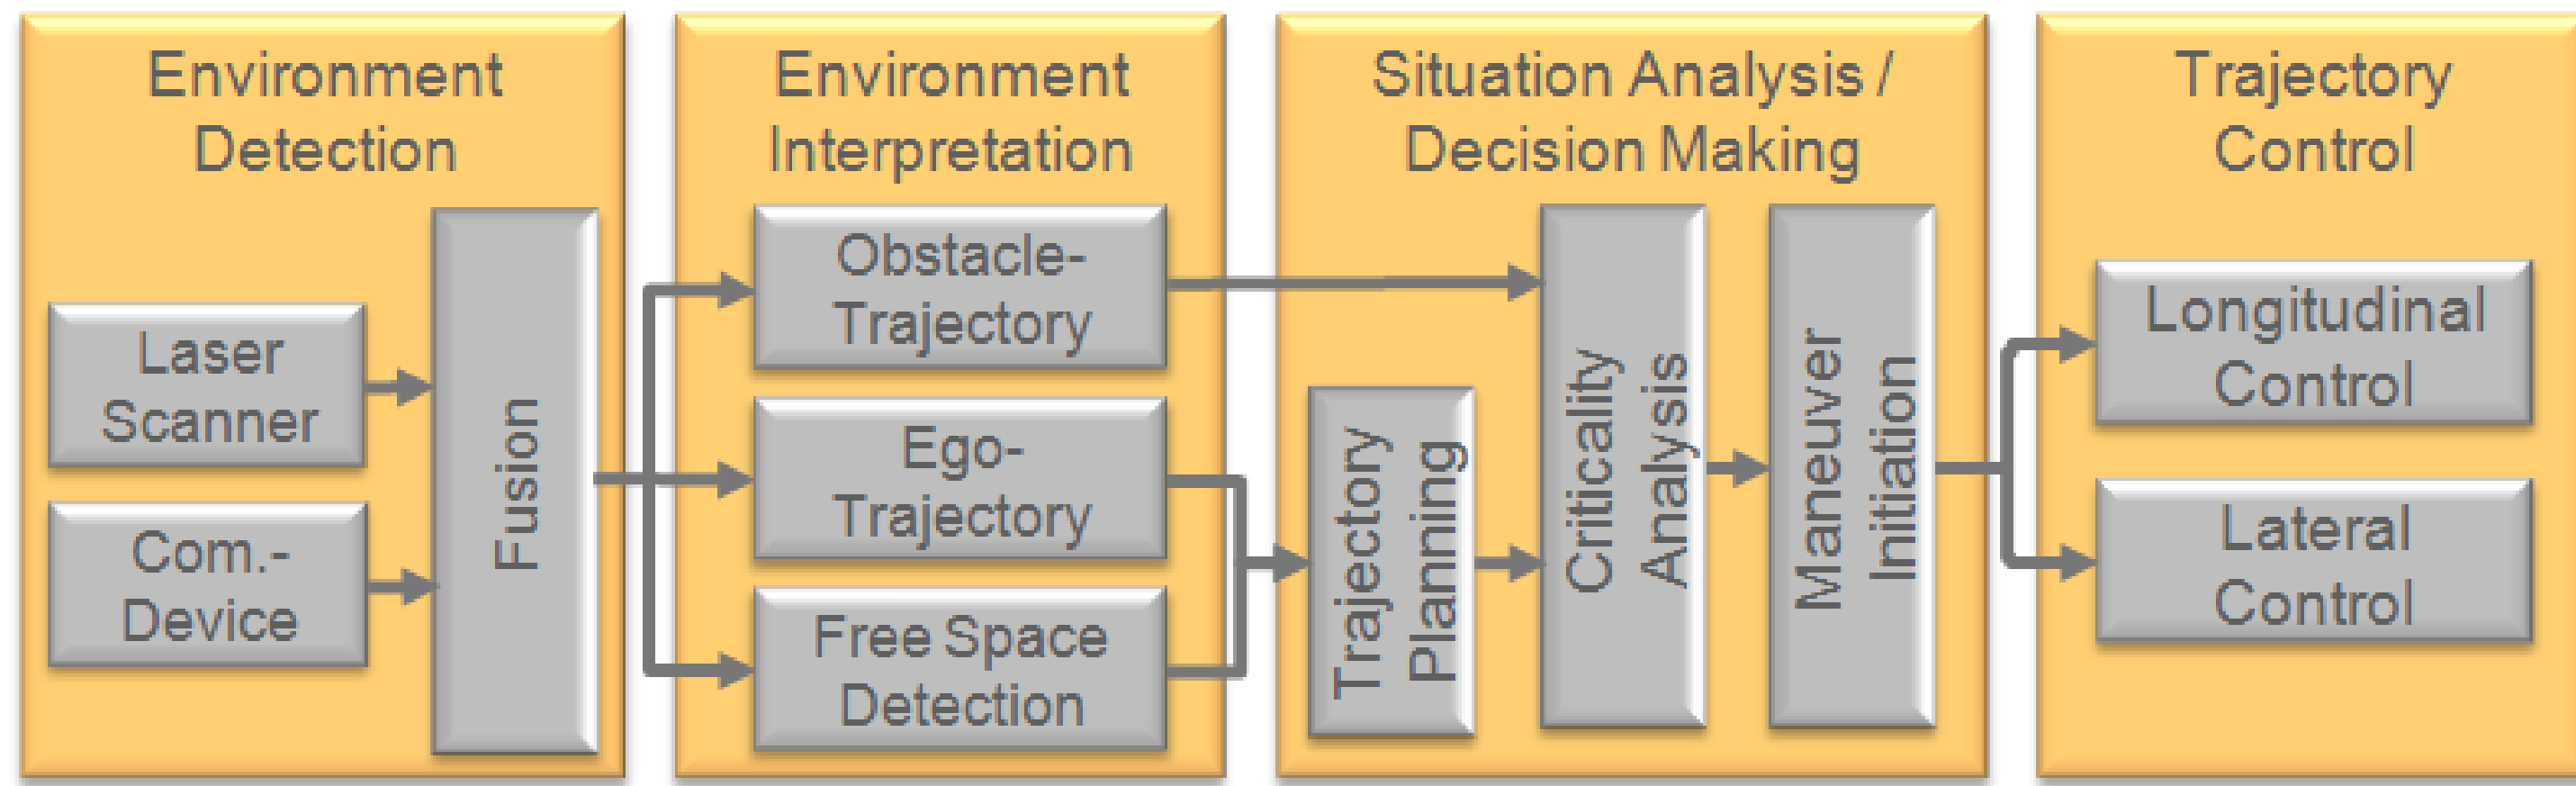 Environment
Detection
Laser
Scanner
Com.-
Device
Fusion
Environment
Interpretation
Obstacle-
Trajectory
Ego-
Trajectory
Free Space
Detection
Situation Analysis /
Decision Making
Trajectory
Planning
Criticality
Analysis
Maneuver
Initiation
Trajectory
Control
Longitudinal
Control
Lateral
Control